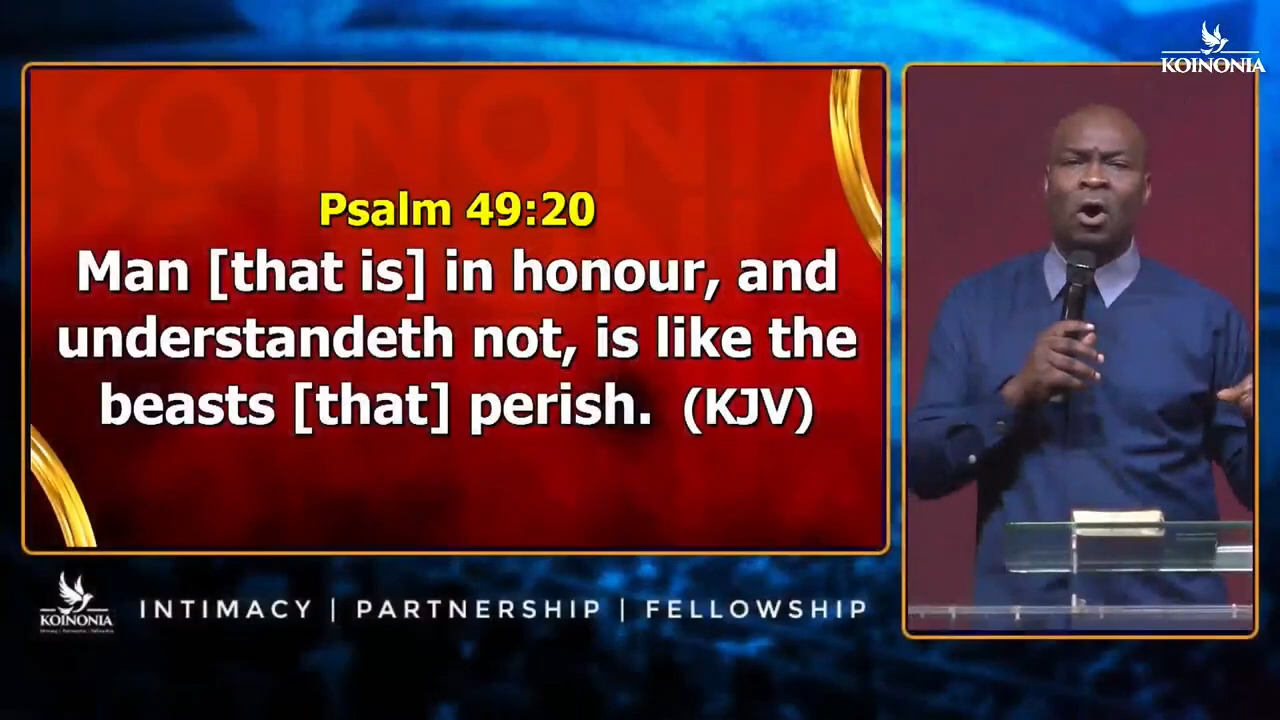 KOINONIA
Psalm 49:20
Man [that is] in honour, and
understandeth not, is like the
beasts [that] perish. (KJV)
KOINONIA
INTIMACY | PARTNERSHIP | FELLOWSHIP